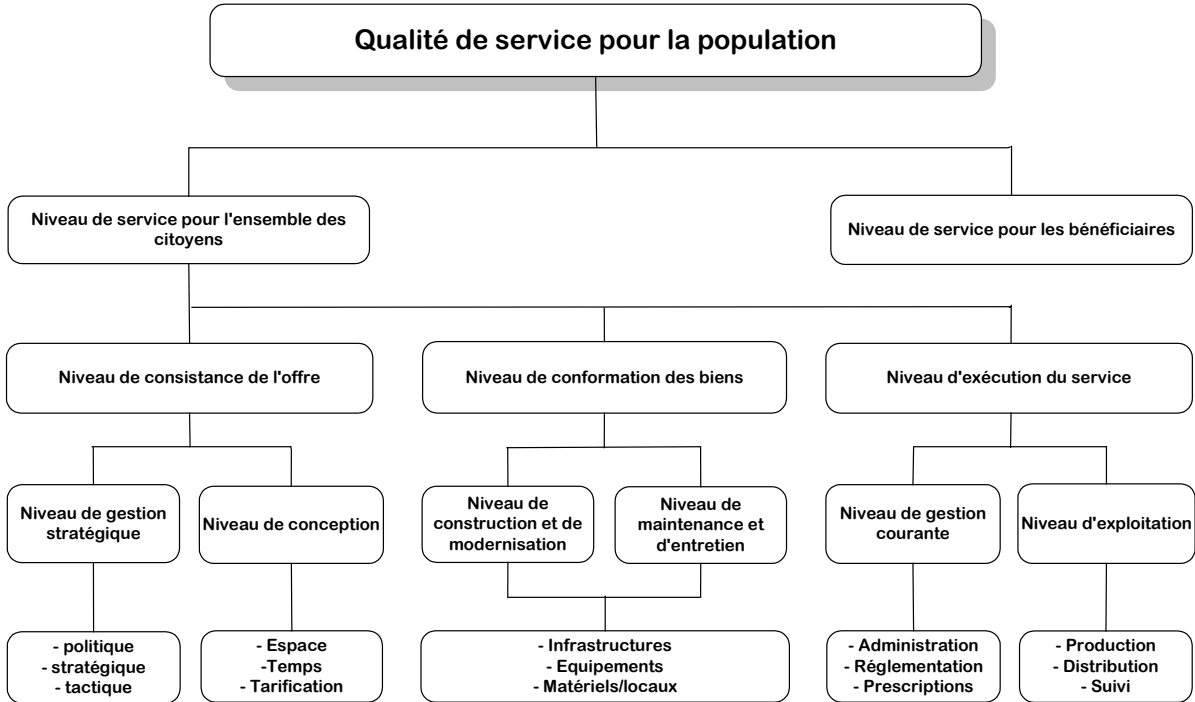 Qualité de service pour la population
Niveau de service pour l'ensemble des
citoyens
Niveau de service pour les bénéficiaires
Niveau de consistance de l'offre
Niveau de conformation des biens
Niveau d'exécution du service
Niveau de gestion
stratégique
Niveau de conception
Niveau de
construction et de
modernisation
Niveau de
maintenance et
d'entretien
Niveau de gestion
courante
Niveau d'exploitation
- politique
- stratégique
- tactique
- Espace
-Temps
- Tarification
- Infrastructures
- Equipements
- Matériels/locaux
- Administration
- Réglementation
- Prescriptions
- Production
- Distribution
- Suivi